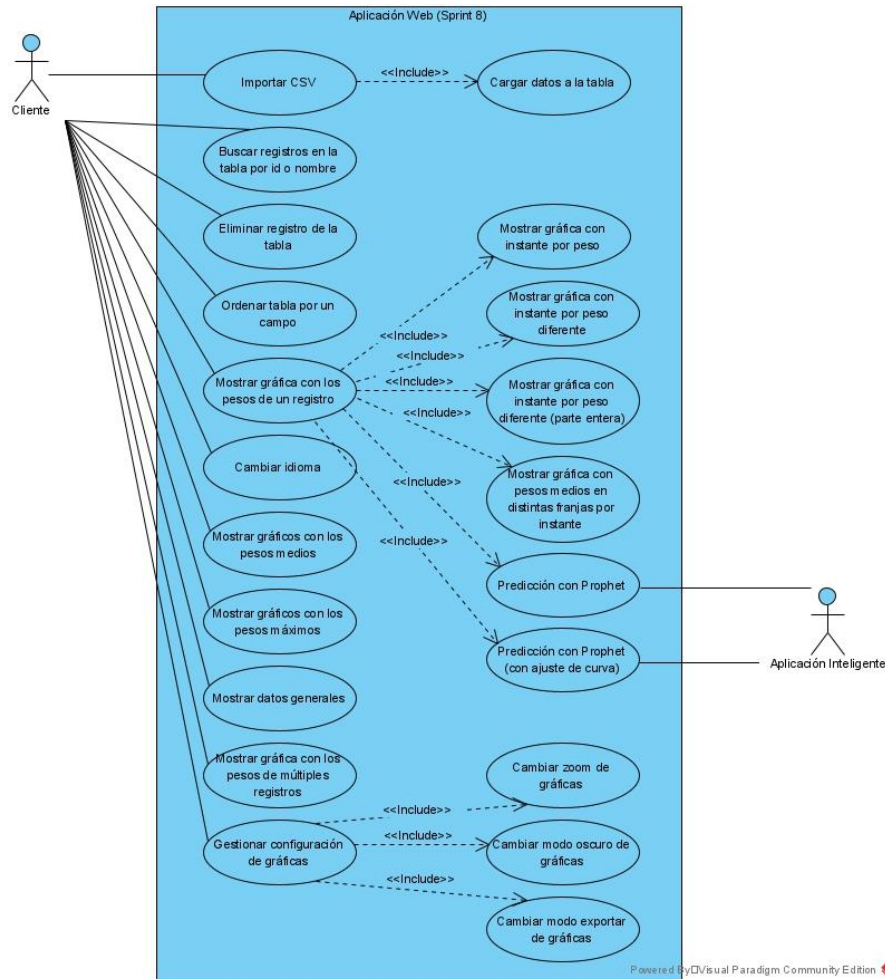 Aplicación Web (Sprint 8)
Cliente
Importar CSV
<<Include>>
Cargar datos a la tabla
Buscar registros en la
tabla por id o nombre
Eliminar registro de la
tabla
Mostrar gráfica con
instante por peso
Ordenar tabla por un
campo
Mostrar gráfica con
instante por peso
diferente
<<Include>>
<<Include>>
Mostrar gráfica con los
pesos de un registro
<<Include>>
Mostrar gráfica con
instante por peso
diferente (parte entera)
<<Include>>
Cambiar idioma
<<Include>>
Mostrar gráfica con
pesos medios en
distintas franjas por
instante
Mostrar gráficos con los
pesos medios
<<Include>>
Predicción con Prophet
Mostrar gráficos con los
pesos máximos
Predicción con Prophet
(con ajuste de curva)
Aplicación Inteligente
Mostrar datos generales
Mostrar gráfica con los
pesos de múltiples
registros
Cambiar zoom de
gráficas
<<Include>>
Gestionar configuración
de gráficas
<<Include>>
Cambiar modo oscuro de
gráficas
<<Include>>
Cambiar modo exportar
de gráficas
Powered By Visual Paradigm Community Edition